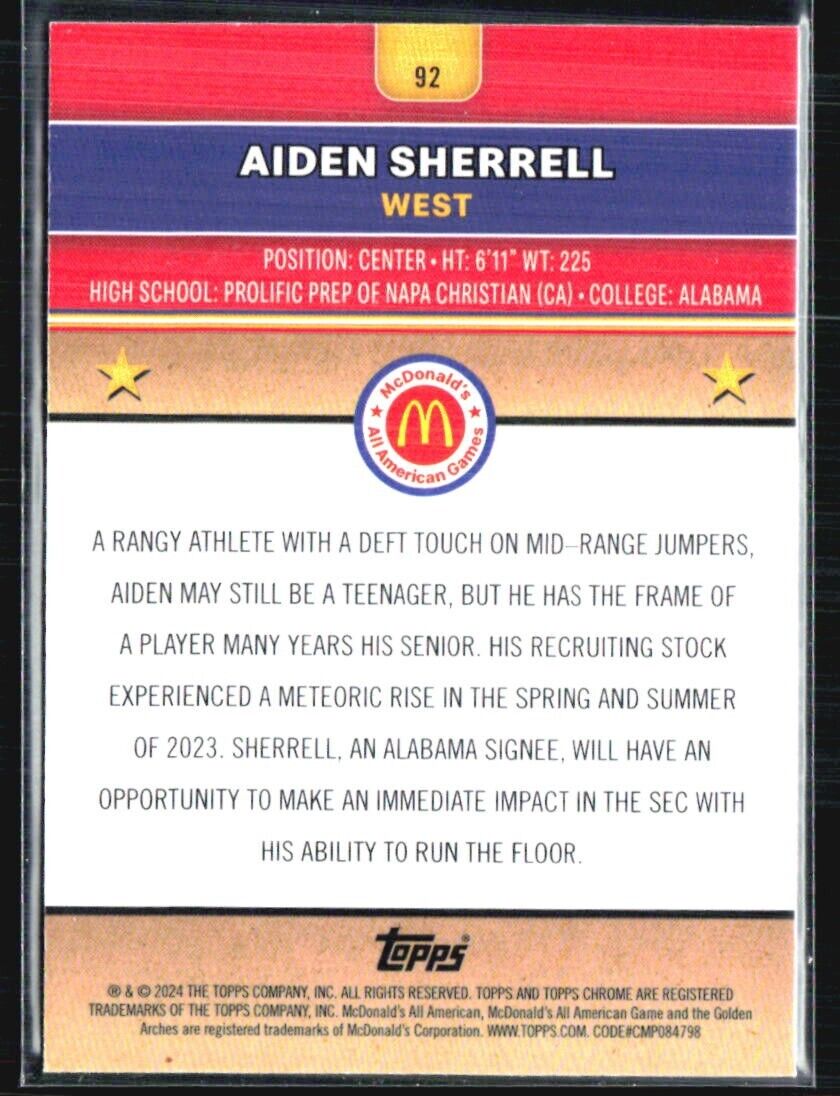 92
AIDEN SHERRELL
WEST
POSITION: CENTER • HT: 6'11" WT: 225
HIGH SCHOOL: PROLIFIC PREP OF NAPA CHRISTIAN (CA) • COLLEGE: ALABAMA
McDonald's
★ ★
M
All American Games
A RANGY ATHLETE WITH A DEFT TOUCH ON MID–RANGE JUMPERS,
AIDEN MAY STILL BE A TEENAGER, BUT HE HAS THE FRAME OF
A PLAYER MANY YEARS HIS SENIOR. HIS RECRUITING STOCK
EXPERIENCED A METEORIC RISE IN THE SPRING AND SUMMER
OF 2023. SHERRELL, AN ALABAMA SIGNEE, WILL HAVE AN
OPPORTUNITY TO MAKE AN IMMEDIATE IMPACT IN THE SEC WITH
HIS ABILITY TO RUN THE FLOOR.
topps®
® & © 2024 THE TOPPS COMPANY, INC. ALL RIGHTS RESERVED. TOPPS AND TOPPS CHROME ARE REGISTERED
TRADEMARKS OF THE TOPPS COMPANY, INC. McDonald's All American, McDonald's All American Game and the Golden
Arches are registered trademarks of McDonald's Corporation. WWW.TOPPS.COM. CODE#CMP084798